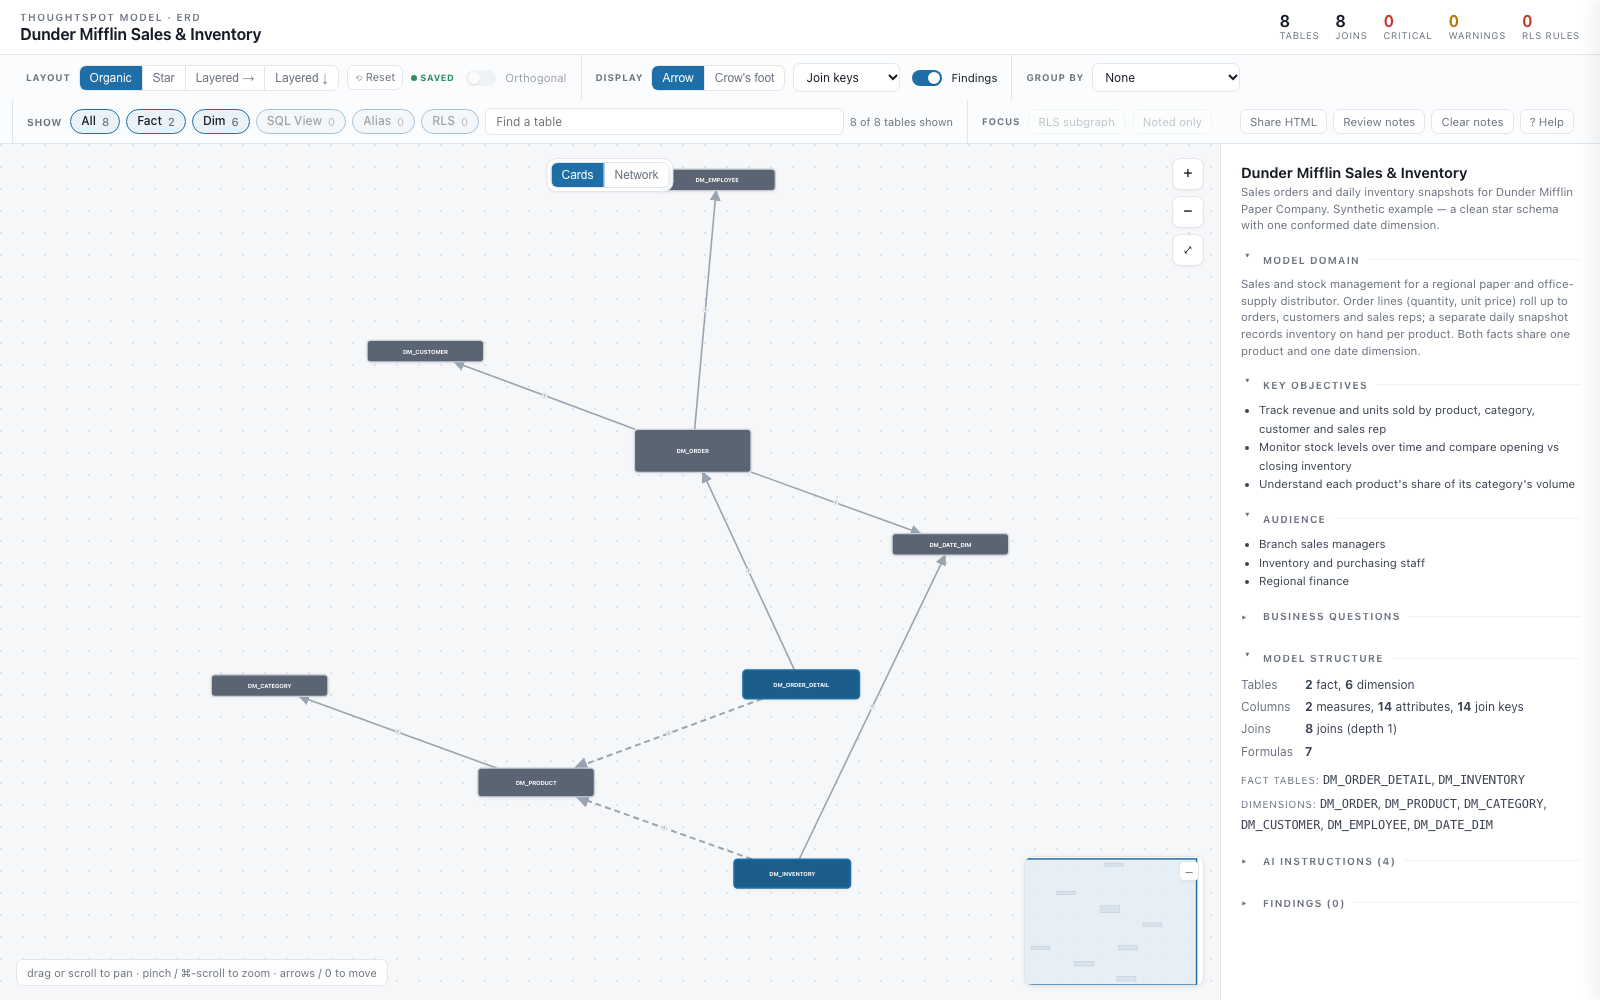 THOUGHTSPOT MODEL · ERD
Dunder Mifflin Sales & Inventory
8 TABLES
8 JOINS
0 CRITICAL
0 WARNINGS
0 RLS RULES
LAYOUT Organic Star Layered → Layered ↓ ⟲ Reset SAVED Orthogonal DISPLAY Arrow Crow's foot Join keys Findings GROUP BY None
SHOW All 8 Fact 2 Dim 6 SQL View 0 Alias 0 RLS 0 Find a table 8 of 8 tables shown FOCUS RLS subgraph Noted only Share HTML Review notes Clear notes ? Help
Cards Network
DM_EMPLOYEE
DM_CUSTOMER
DM_ORDER
DM_DATE_DIM
DM_CATEGORY
DM_ORDER_DETAIL
DM_PRODUCT
DM_INVENTORY
+
−
⤢
–
drag or scroll to pan · pinch / ⌘-scroll to zoom · arrows / 0 to move
Dunder Mifflin Sales & Inventory
Sales orders and daily inventory snapshots for Dunder Mifflin
Paper Company. Synthetic example — a clean star schema
with one conformed date dimension.
MODEL DOMAIN
Sales and stock management for a regional paper and office-
supply distributor. Order lines (quantity, unit price) roll up to
orders, customers and sales reps; a separate daily snapshot
records inventory on hand per product. Both facts share one
product and one date dimension.
KEY OBJECTIVES
• Track revenue and units sold by product, category,
customer and sales rep
• Monitor stock levels over time and compare opening vs
closing inventory
• Understand each product's share of its category's volume
AUDIENCE
• Branch sales managers
• Inventory and purchasing staff
• Regional finance
BUSINESS QUESTIONS
MODEL STRUCTURE
Tables 2 fact, 6 dimension
Columns 2 measures, 14 attributes, 14 join keys
Joins 8 joins (depth 1)
Formulas 7
FACT TABLES: DM_ORDER_DETAIL, DM_INVENTORY
DIMENSIONS: DM_ORDER, DM_PRODUCT, DM_CATEGORY,
DM_CUSTOMER, DM_EMPLOYEE, DM_DATE_DIM
AI INSTRUCTIONS (4)
FINDINGS (0)